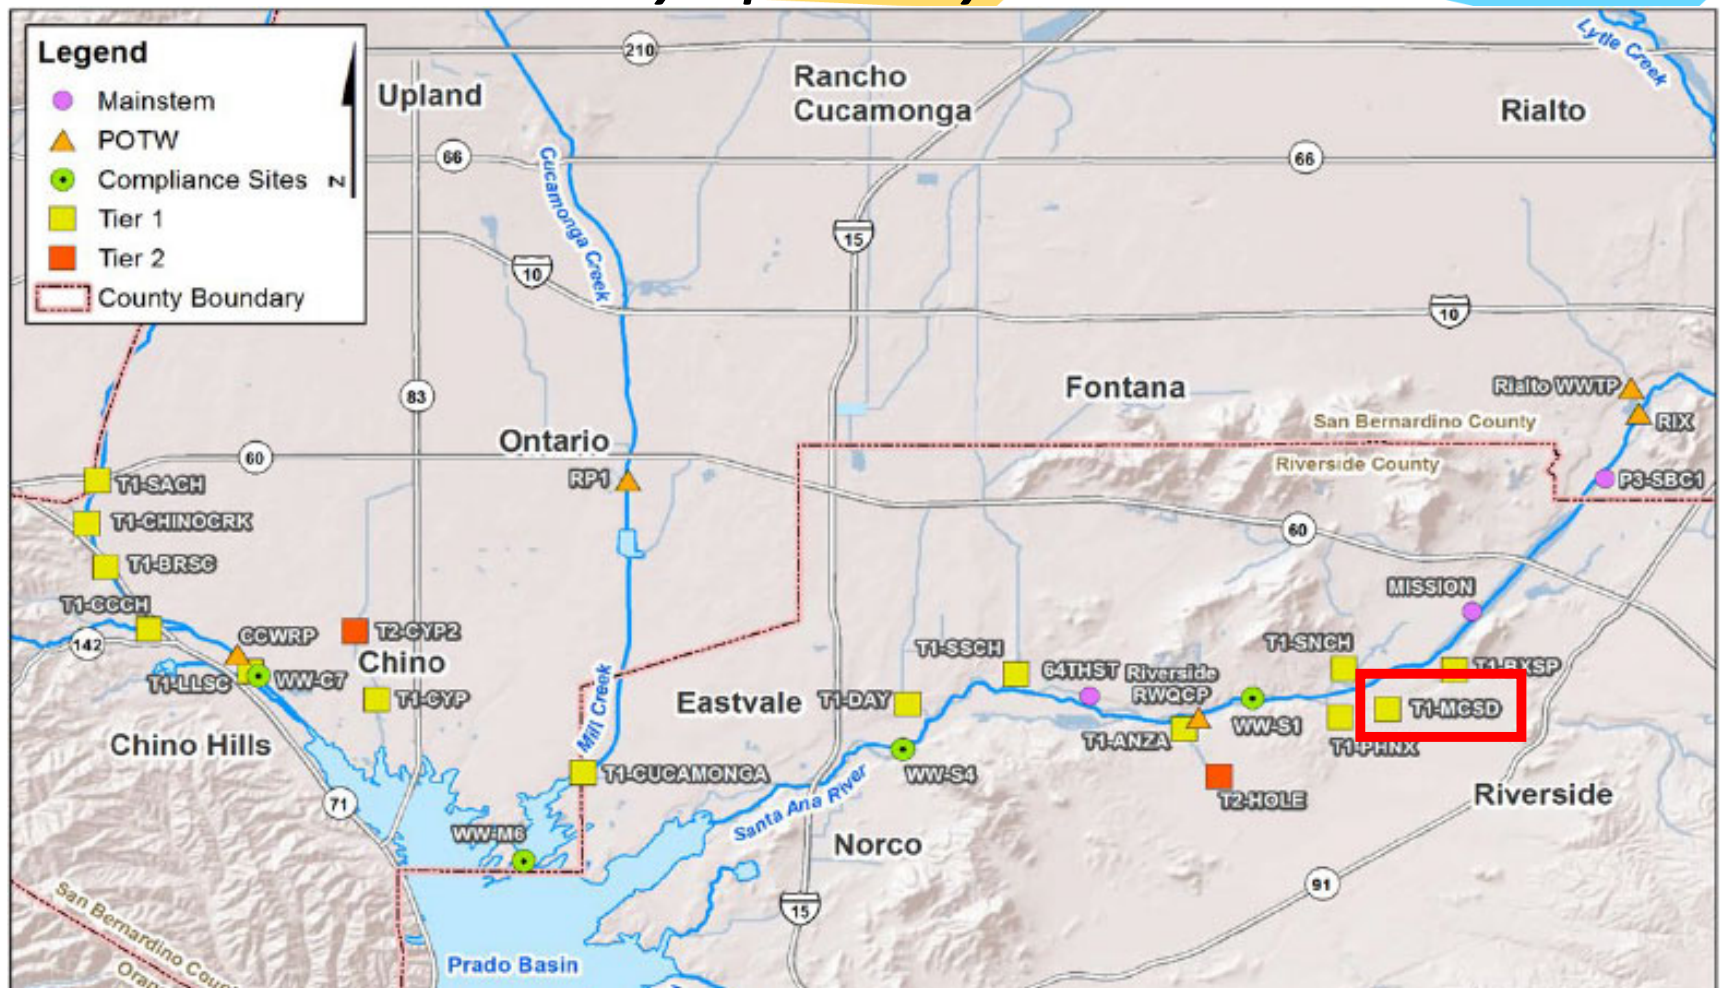 Legend
Mainstem
POTW
Compliance Sites
Tier 1
Tier 2
County Boundary
N
210
Upland
Rancho
Cucamonga
Rialto
Lytle Creek
66
66
Cucamonga Creek
15
10
10
83
Fontana
Rialto WWTP
RIX
San Bernardino County
Riverside County
Ontario
60
RP1
T1-SACH
P3-SBC1
T1-CHINOCRK
60
T1-BRSC
MISSION
T1-CCCH
142
CCWRP
T2-CYP2
Chino
T1-SSCH
T1-SNCH
64THST
Riverside
RWQCP
T1-BXSP
T1-LLSC
WW-C7
T1-CYP
Mill Creek
Eastvale
T1-DAY
T1-MCSD
WW-S1
T1-ANZA
T1-PHNX
Chino Hills
T1-CUCAMONGA
WW-S4
T2-HOLE
Riverside
71
Santa Ana River
WW-M6
Norco
91
15
San Bernardino Coun
Oran
Prado Basin